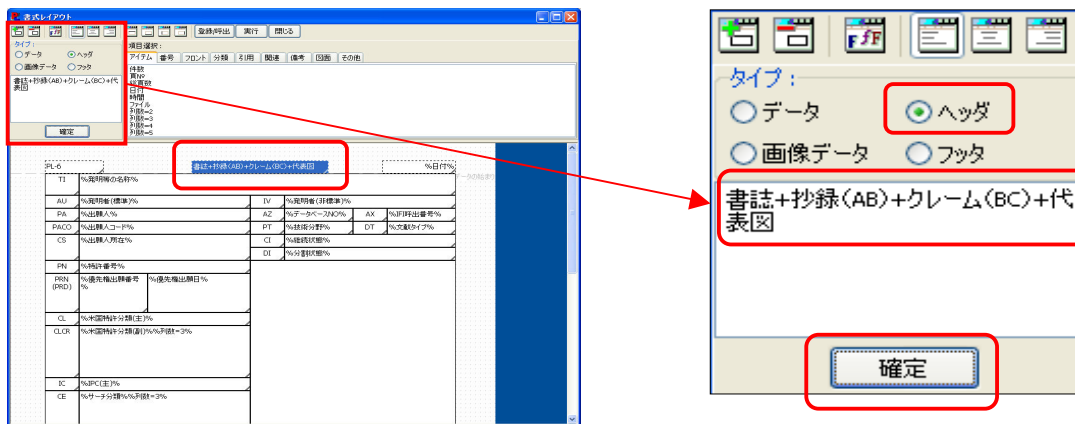 書式レイアウト
登録/呼出 実行 閉じる
タイプ:
データ ヘッダ
画像データ フッタ
書誌+抄録(AB)+クレーム(BC)+代
表図
確定
項目選択:
アイテム 番号 フロント 分類 引用 関連 備考 図面 その他
件数
頁No
総頁数
日付
時間
ファイル
列数=2
列数=3
列数=4
列数=5
PL-6 書誌+抄録(AB)+クレーム(BC)+代表図 %日付%
TI %発明等の名称%
AU %発明者(標準)% IV %発明者(非標準)%
PA %出願人% AZ %データベースNO% AX %IFI呼出番号%
PACO %出願人コード% PT %技術分野% DT %文献タイプ%
CS %出願人所在% CI %継続状態%
DI %分割状態%
PN %特許番号%
PRN %優先権出願番号 %優先権出願日%
(PRD) %
CL %米国特許分類(主)%
CLCR %米国特許分類(副)%%列数=3%
IC %IPC(主)%
CE %サーチ分類%%列数=3%
タイプ:
データ ヘッダ
画像データ フッタ
書誌+抄録(AB)+クレーム(BC)+代
表図
確定